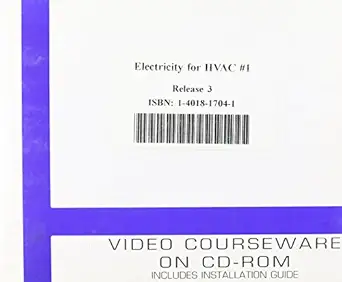 Electricity for HVAC #1
Release 3
ISBN: 1-4018-1704-1
VIDEO COURSEWARE
ON CD-ROM
INCLUDES INSTALLATION GUIDE